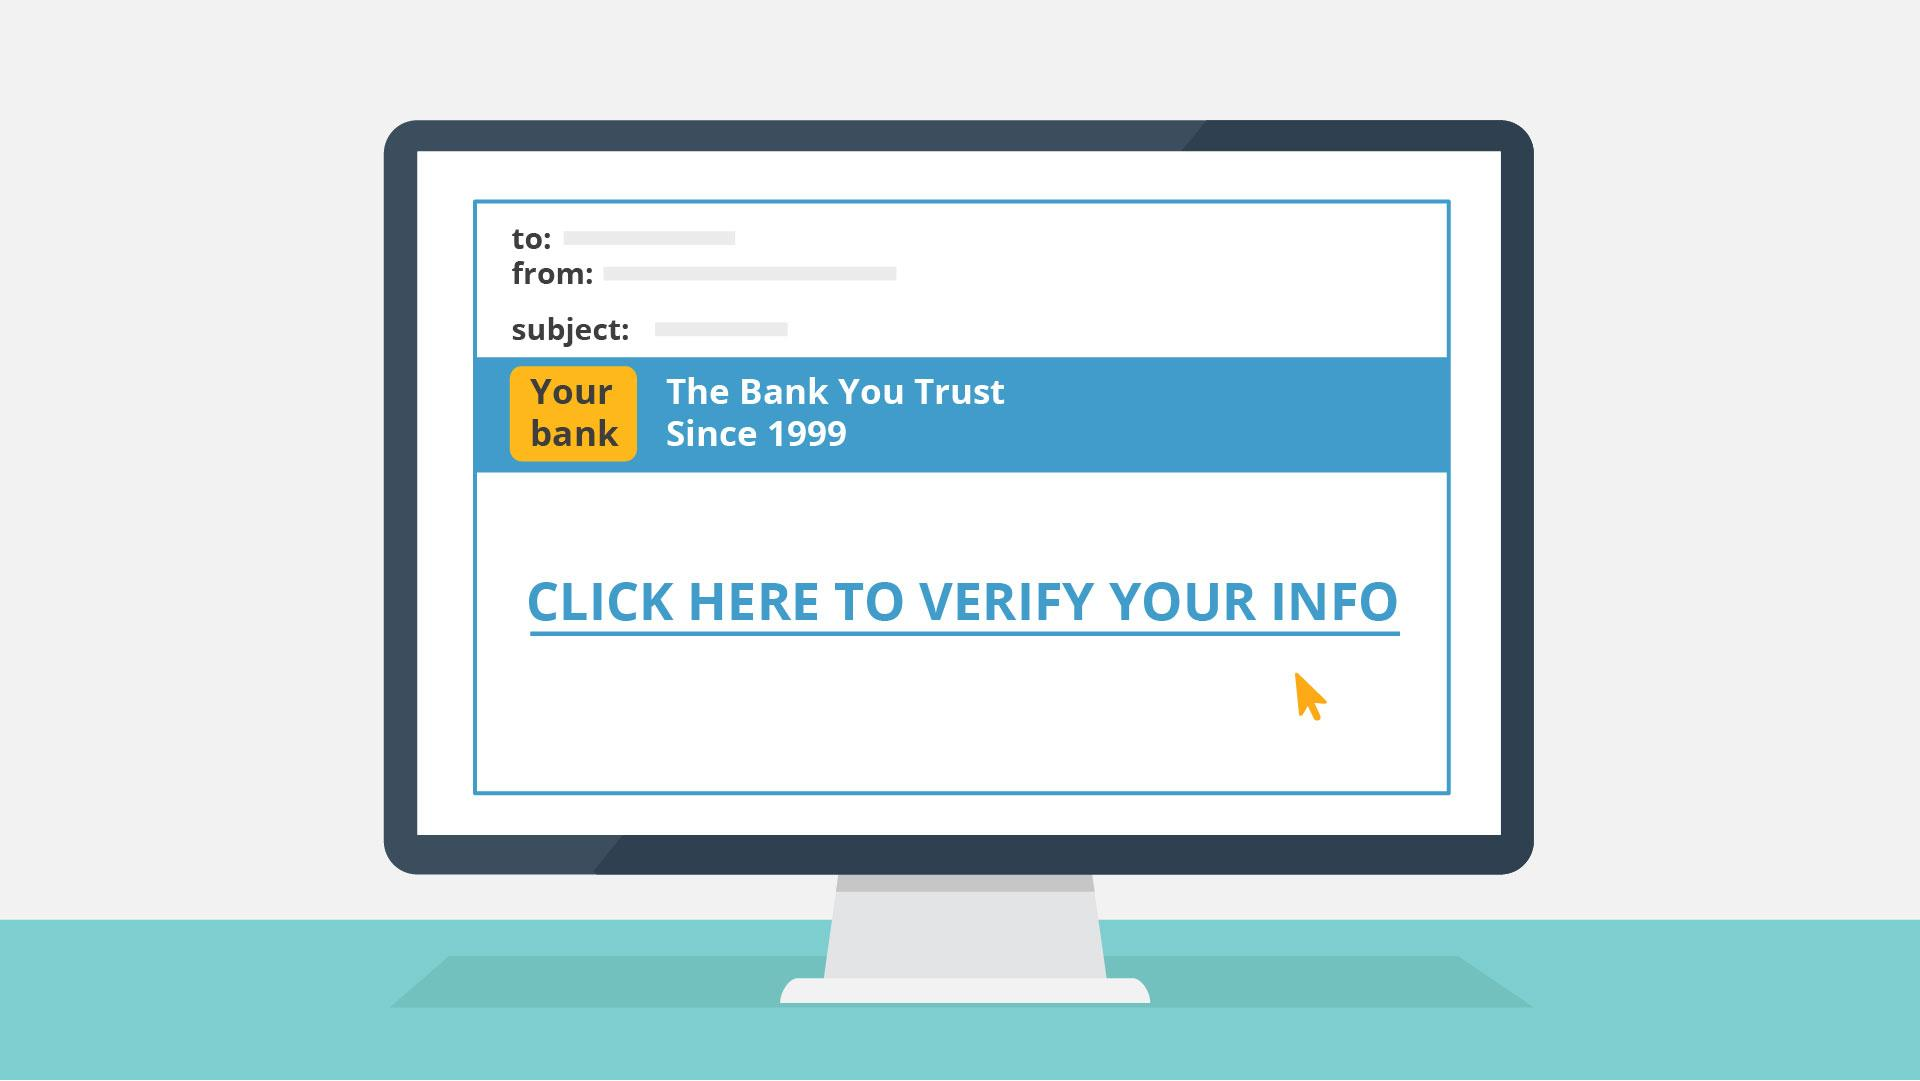 to:
from:
subject:
Your
bank
The Bank You Trust
Since 1999
CLICK HERE TO VERIFY YOUR INFO